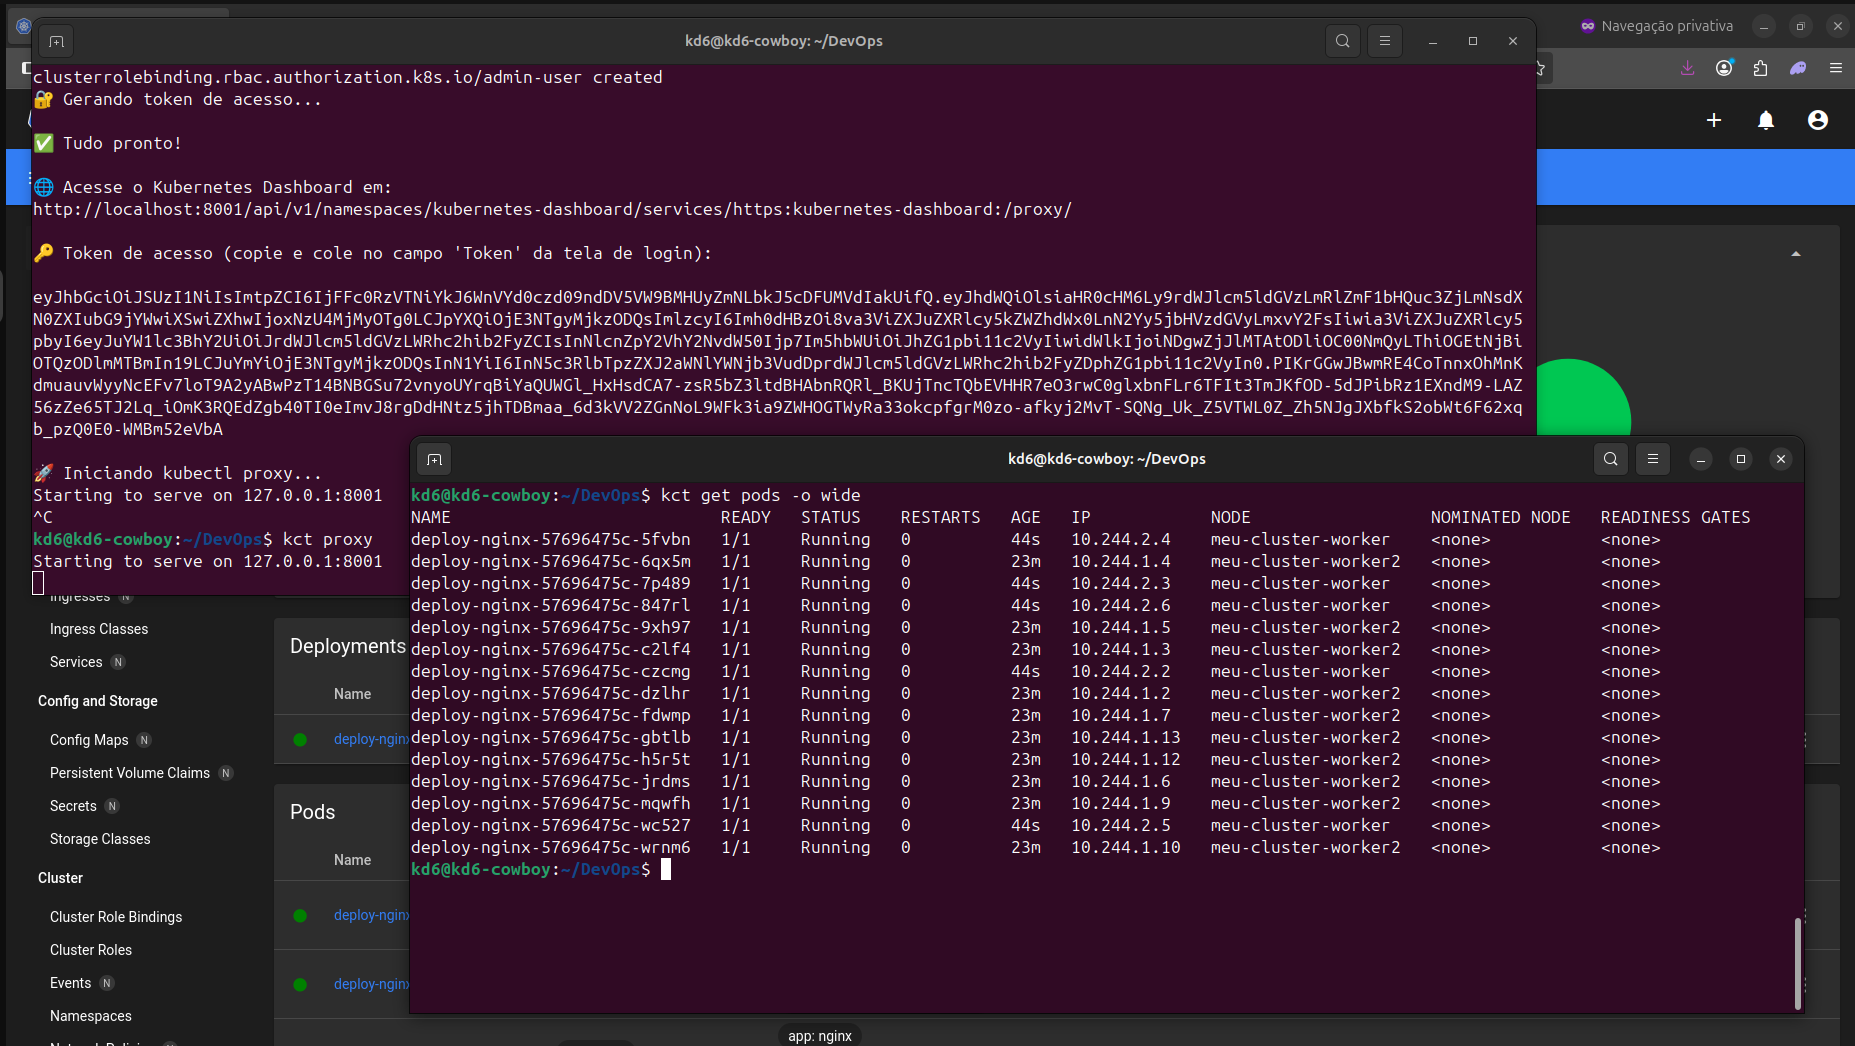 Navegação privativa
kd6@kd6-cowboy: ~/DevOps
clusterrolebinding.rbac.authorization.k8s.io/admin-user created
🔐 Gerando token de acesso...
✅ Tudo pronto!
🌐 Acesse o Kubernetes Dashboard em:
http://localhost:8001/api/v1/namespaces/kubernetes-dashboard/services/https:kubernetes-dashboard:/proxy/
🔑 Token de acesso (copie e cole no campo 'Token' da tela de login):
🚀 Iniciando kubectl proxy...
Starting to serve on 127.0.0.1:8001
^C
kd6@kd6-cowboy:~/DevOps$ kct proxy
Starting to serve on 127.0.0.1:8001
kd6@kd6-cowboy: ~/DevOps
kd6@kd6-cowboy:~/DevOps$ kct get pods -o wide
NAME READY STATUS RESTARTS AGE IP NODE NOMINATED NODE READINESS GATES
deploy-nginx-57696475c-5fvbn 1/1 Running 0 44s 10.244.2.4 meu-cluster-worker <none> <none>
deploy-nginx-57696475c-6qx5m 1/1 Running 0 23m 10.244.1.4 meu-cluster-worker2 <none> <none>
deploy-nginx-57696475c-7p489 1/1 Running 0 44s 10.244.2.3 meu-cluster-worker <none> <none>
deploy-nginx-57696475c-847rl 1/1 Running 0 44s 10.244.2.6 meu-cluster-worker <none> <none>
deploy-nginx-57696475c-9xh97 1/1 Running 0 23m 10.244.1.5 meu-cluster-worker2 <none> <none>
deploy-nginx-57696475c-c2lf4 1/1 Running 0 23m 10.244.1.3 meu-cluster-worker2 <none> <none>
deploy-nginx-57696475c-czcmg 1/1 Running 0 44s 10.244.2.2 meu-cluster-worker <none> <none>
deploy-nginx-57696475c-dzlhr 1/1 Running 0 23m 10.244.1.2 meu-cluster-worker2 <none> <none>
deploy-nginx-57696475c-fdwmp 1/1 Running 0 23m 10.244.1.7 meu-cluster-worker2 <none> <none>
deploy-nginx-57696475c-gbtlb 1/1 Running 0 23m 10.244.1.13 meu-cluster-worker2 <none> <none>
deploy-nginx-57696475c-h5r5t 1/1 Running 0 23m 10.244.1.12 meu-cluster-worker2 <none> <none>
deploy-nginx-57696475c-jrdms 1/1 Running 0 23m 10.244.1.6 meu-cluster-worker2 <none> <none>
deploy-nginx-57696475c-mqwfh 1/1 Running 0 23m 10.244.1.9 meu-cluster-worker2 <none> <none>
deploy-nginx-57696475c-wc527 1/1 Running 0 44s 10.244.2.5 meu-cluster-worker <none> <none>
deploy-nginx-57696475c-wrnm6 1/1 Running 0 23m 10.244.1.10 meu-cluster-worker2 <none> <none>
kd6@kd6-cowboy:~/DevOps$
Ingresses N
Ingress Classes
Services N
Config and Storage
Config Maps N
Persistent Volume Claims N
Secrets N
Storage Classes
Cluster
Cluster Role Bindings
Cluster Roles
Events N
Namespaces
Deployments
Name
deploy-nginx
Pods
Name
deploy-nginx
deploy-nginx
app: nginx